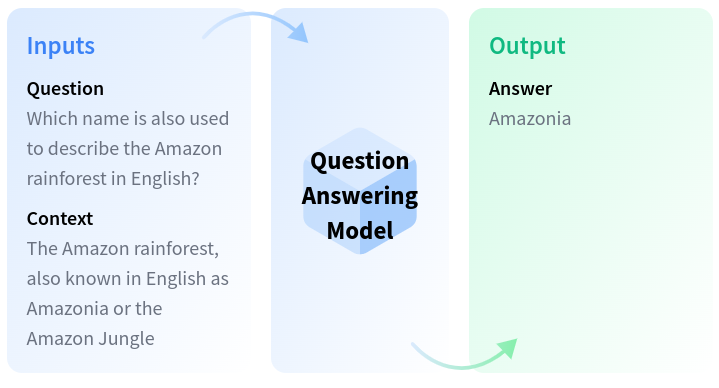 Inputs
Question
Which name is also used
to describe the Amazon
rainforest in English?
Context
The Amazon rainforest,
also known in English as
Amazonia or the
Amazon Jungle
Question
Answering
Model
Output
Answer
Amazonia